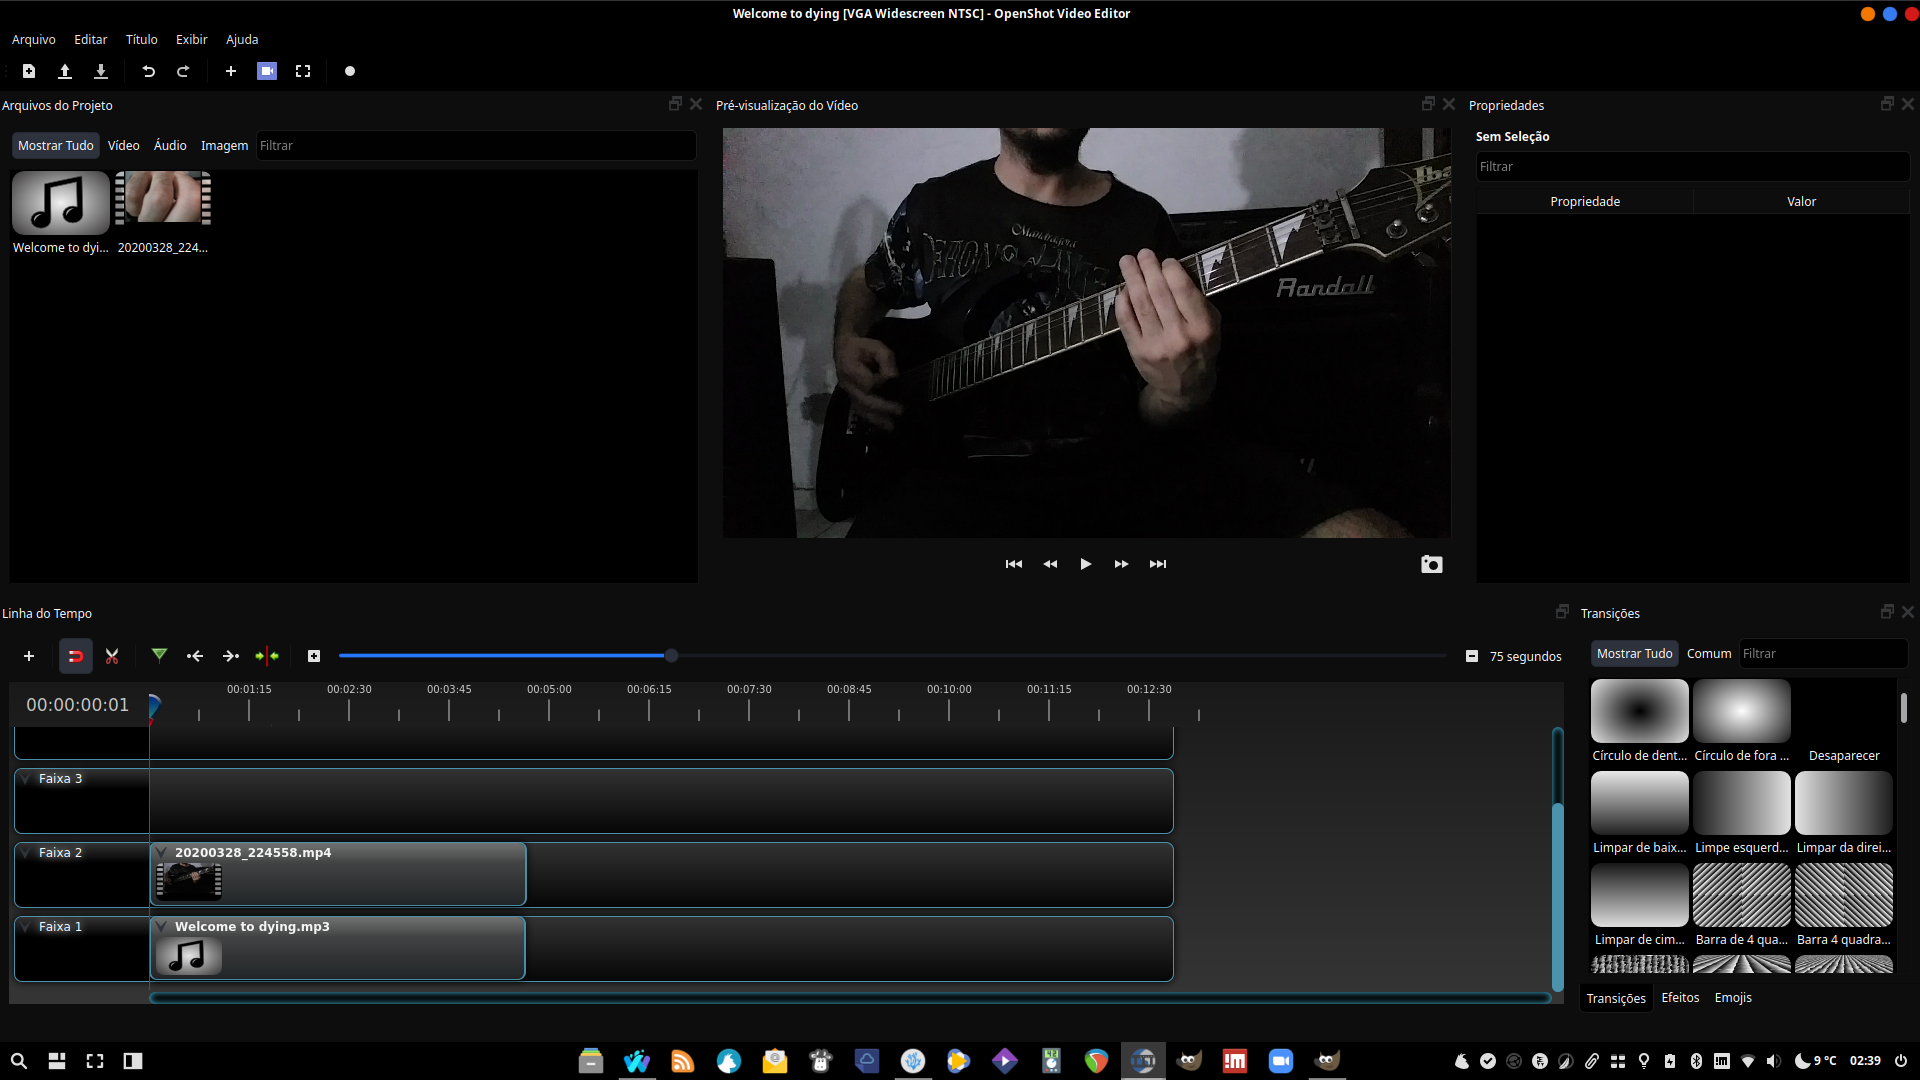 Welcome to dying [VGA Widescreen NTSC] - OpenShot Video Editor
Arquivo Editar Título Exibir Ajuda
Arquivos do Projeto
Mostrar Tudo Vídeo Áudio Imagem Filtrar
Welcome to dyi... 20200328_224...
Pré-visualização do Vídeo
Randall
Propriedades
Sem Seleção
Filtrar
Propriedade Valor
Linha do Tempo
75 segundos
00:00:00:01
00:01:15 00:02:30 00:03:45 00:05:00 00:06:15 00:07:30 00:08:45 00:10:00 00:11:15 00:12:30
Faixa 3
Faixa 2
20200328_224558.mp4
Faixa 1
Welcome to dying.mp3
Transições
Mostrar Tudo Comum Filtrar
Círculo de dent... Círculo de fora ... Desaparecer
Limpar de baix... Limpe esquerd... Limpar da direi...
Limpar de cim... Barra de 4 qua... Barra 4 quadra...
Transições Efeitos Emojis
9 °C 02:39